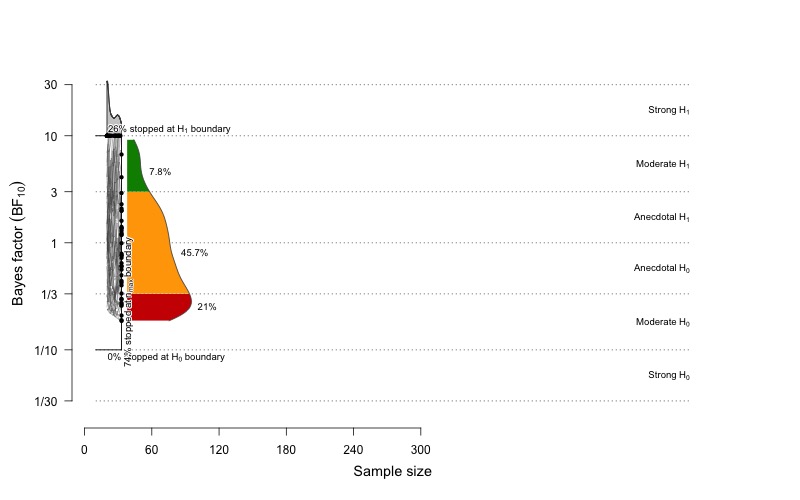 30
Strong H1
26% stopped at H1 boundary
10
Moderate H1
7.8%
3
Anecdotal H1
Bayes factor (BF10)
1
45.7%
Anecdotal H0
74% stopped at nmax boundary
1/3
21%
Moderate H0
1/10
0% stopped at H0 boundary
Strong H0
1/30
0 60 120 180 240 300
Sample size